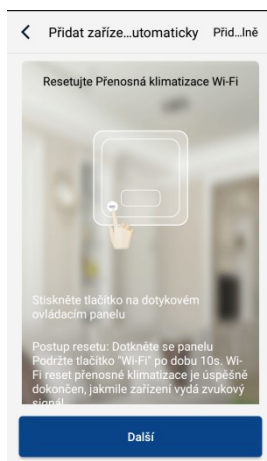 Přidat zaříze...utomaticky Přid...lně
Resetujte Přenosná klimatizace Wi-Fi
Stiskněte tlačítko na dotykovém
ovládacím panelu
Postup resetu: Dotkněte se panelu
Podržte tlačítko "Wi-Fi" po dobu 10s. Wi-
Fi reset přenosné klimatizace je úspěšně
dokončen, jakmile zařízení vydá zvukový
signál
Další